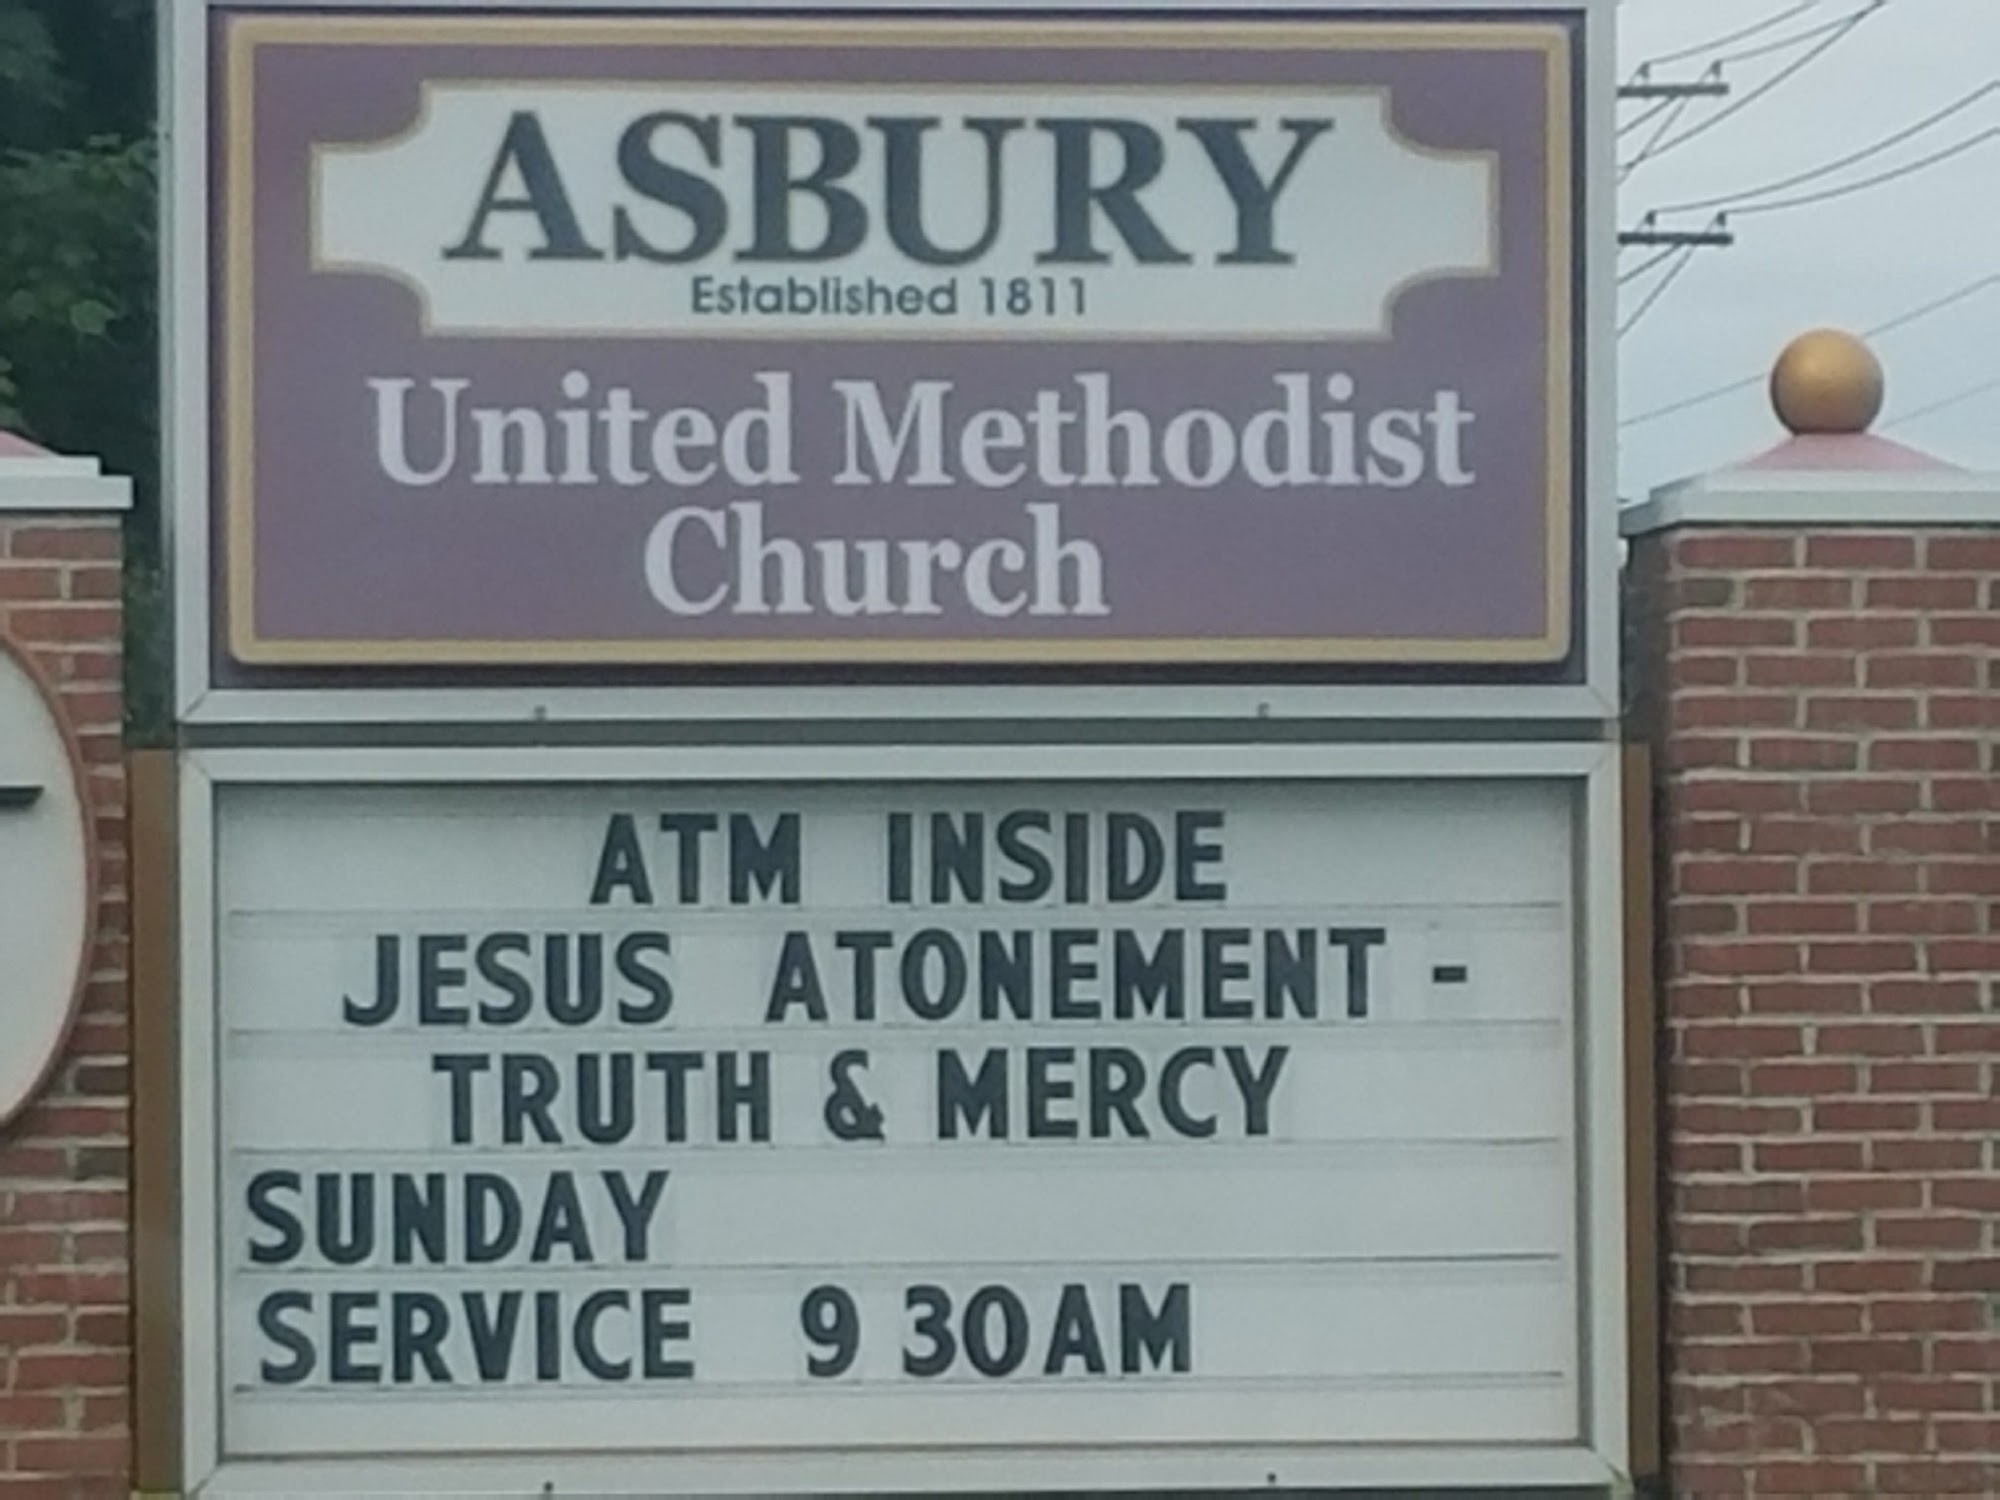 ASBURY
Established 1811
United Methodist
Church
ATM INSIDE
JESUS ATONEMENT -
TRUTH & MERCY
SUNDAY
SERVICE 9 30AM